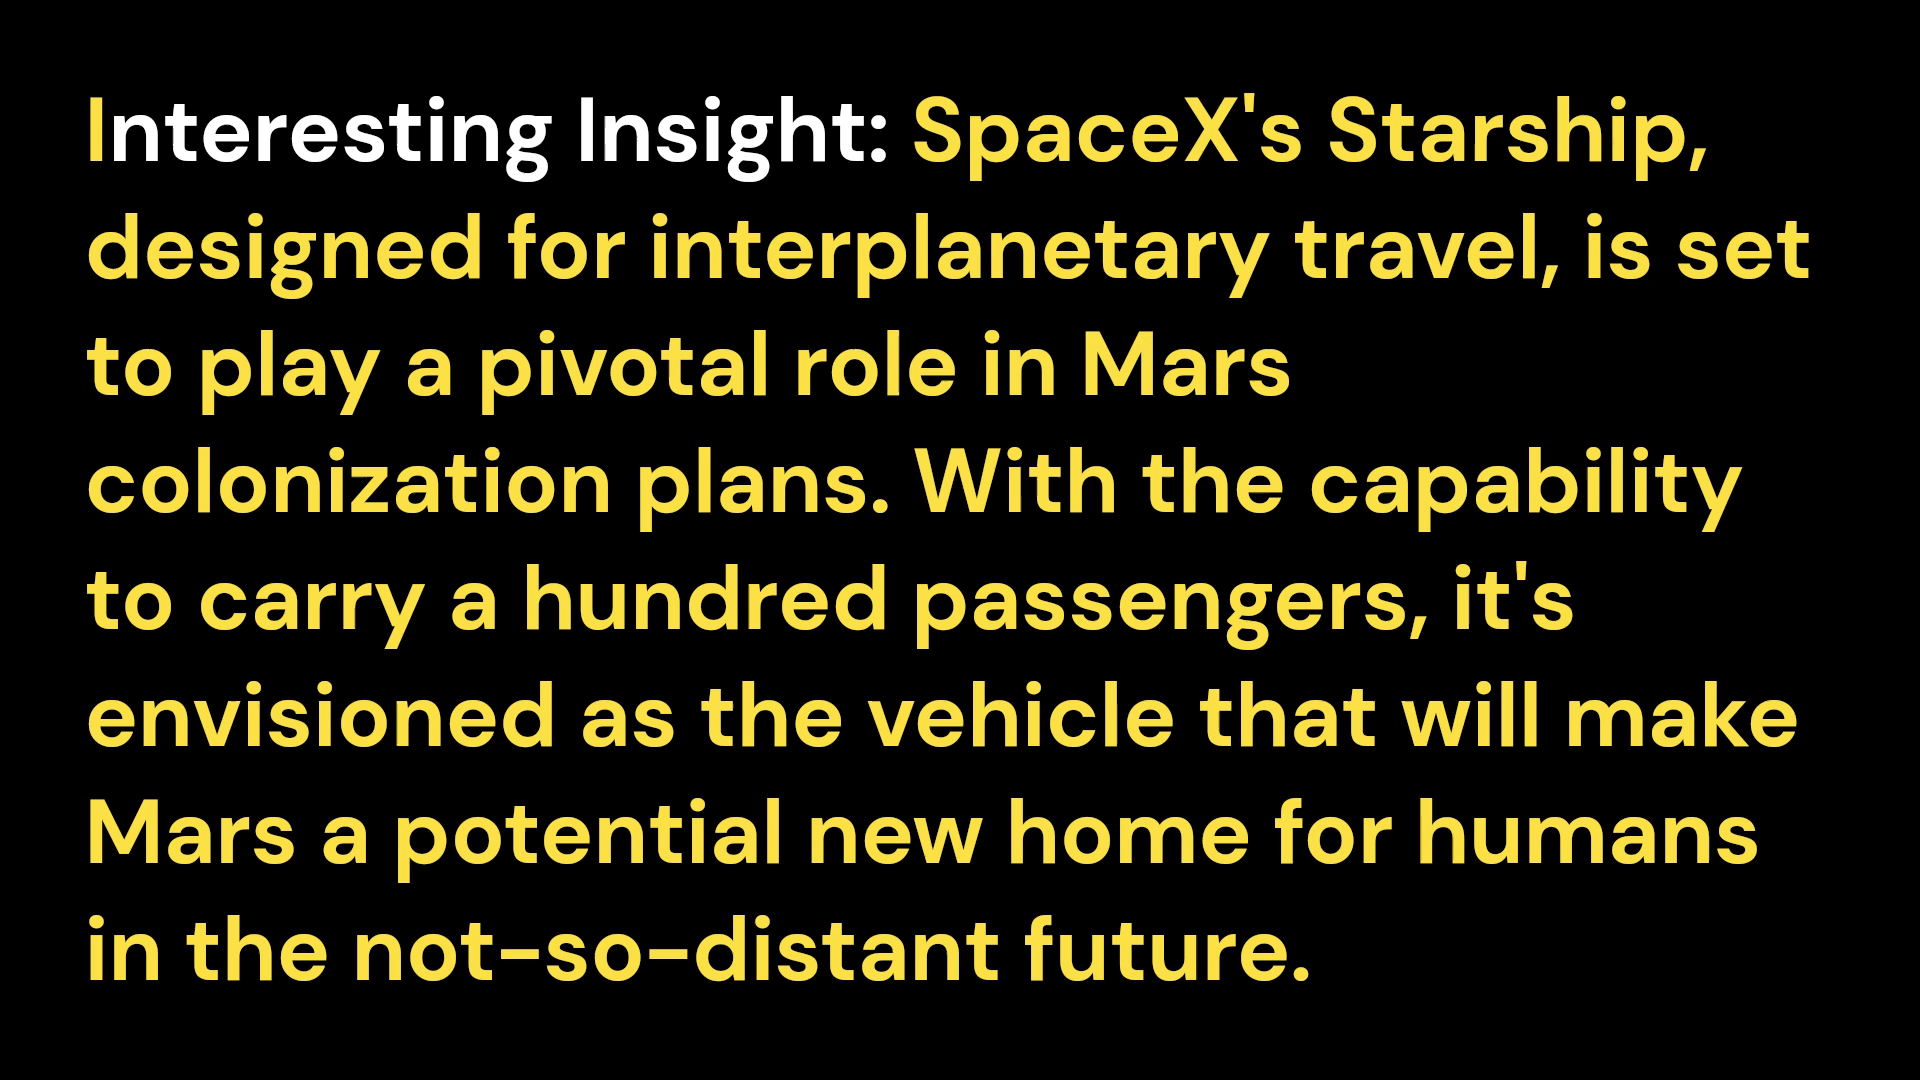 Interesting Insight: SpaceX's Starship,
designed for interplanetary travel, is set
to play a pivotal role in Mars
colonization plans. With the capability
to carry a hundred passengers, it's
envisioned as the vehicle that will make
Mars a potential new home for humans
in the not-so-distant future.